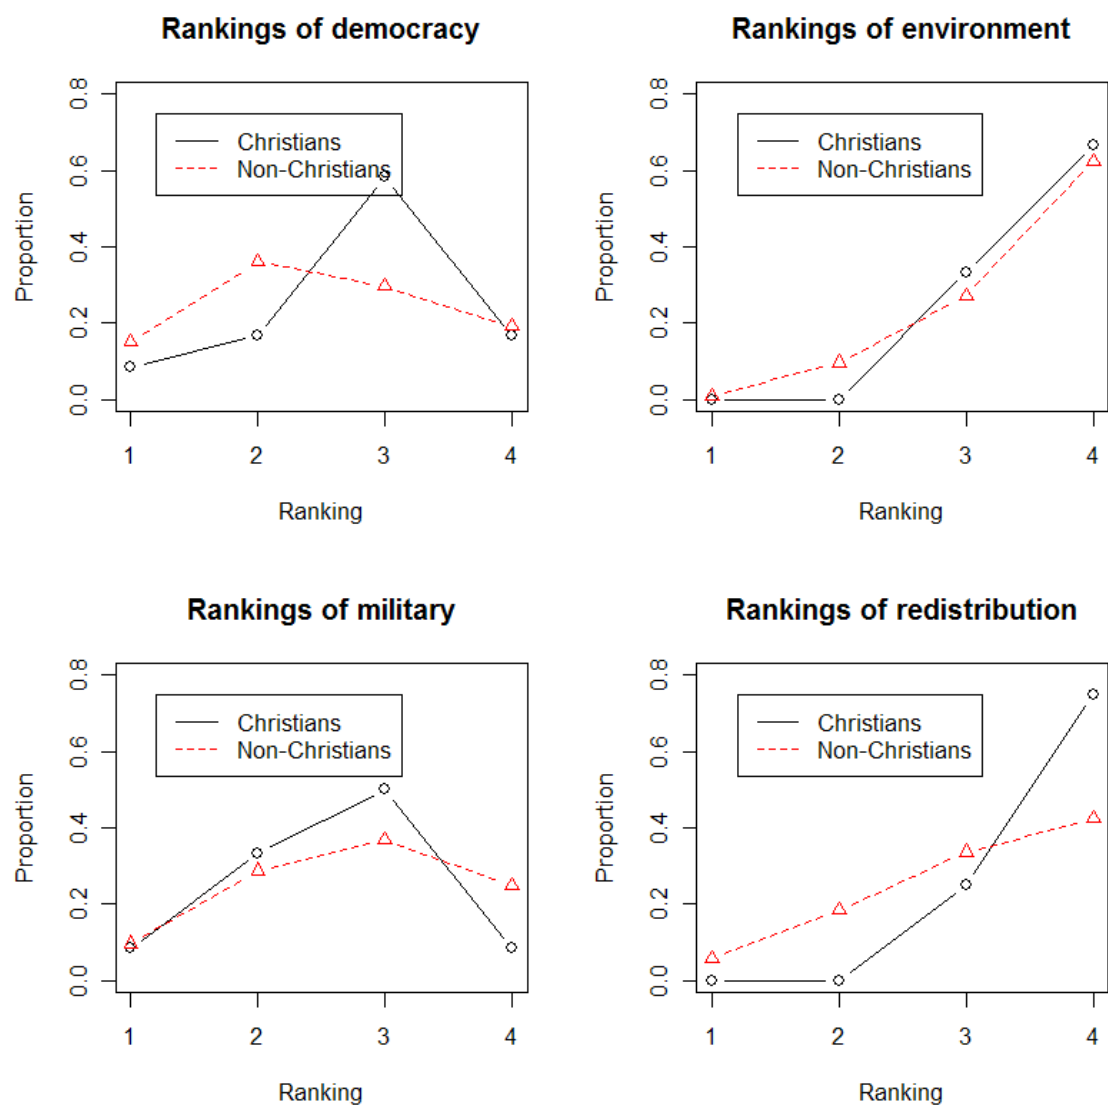 Rankings of democracy
Proportion
0.0 0.2 0.4 0.6 0.8
Christians
Non-Christians
1 2 3 4
Ranking
Rankings of environment
Proportion
0.0 0.2 0.4 0.6 0.8
Christians
Non-Christians
1 2 3 4
Ranking
Rankings of military
Proportion
0.0 0.2 0.4 0.6 0.8
Christians
Non-Christians
1 2 3 4
Ranking
Rankings of redistribution
Proportion
0.0 0.2 0.4 0.6 0.8
Christians
Non-Christians
1 2 3 4
Ranking